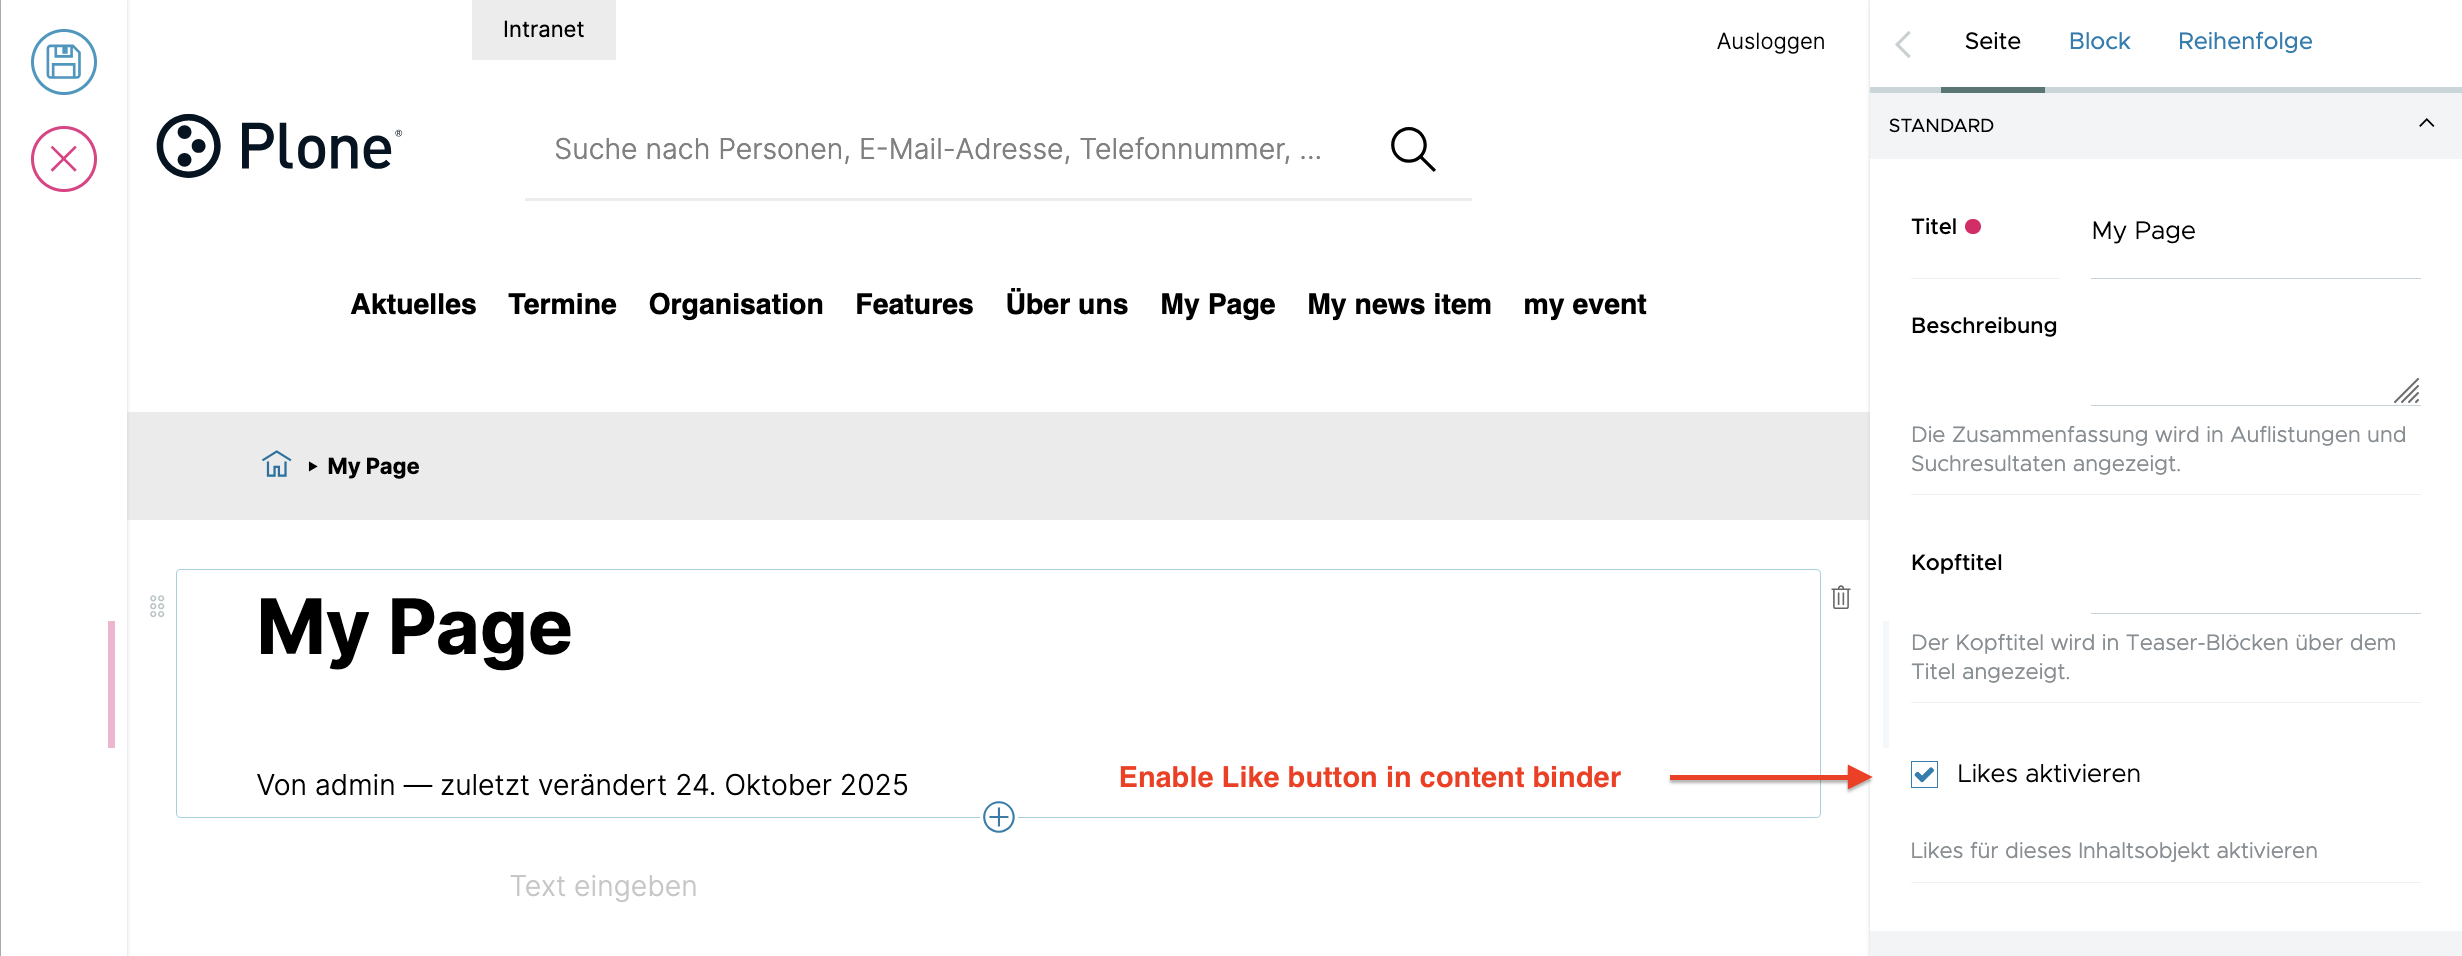 Intranet
Ausloggen
Plone®
Suche nach Personen, E-Mail-Adresse, Telefonnummer, ...
Aktuelles Termine Organisation Features Über uns My Page My news item my event
My Page
My Page
Von admin — zuletzt verändert 24. Oktober 2025
Enable Like button in content binder
Text eingeben
Seite Block Reihenfolge
STANDARD
Titel
My Page
Beschreibung
Die Zusammenfassung wird in Auflistungen und
Suchresultaten angezeigt.
Kopftitel
Der Kopftitel wird in Teaser-Blöcken über dem
Titel angezeigt.
Likes aktivieren
Likes für dieses Inhaltsobjekt aktivieren